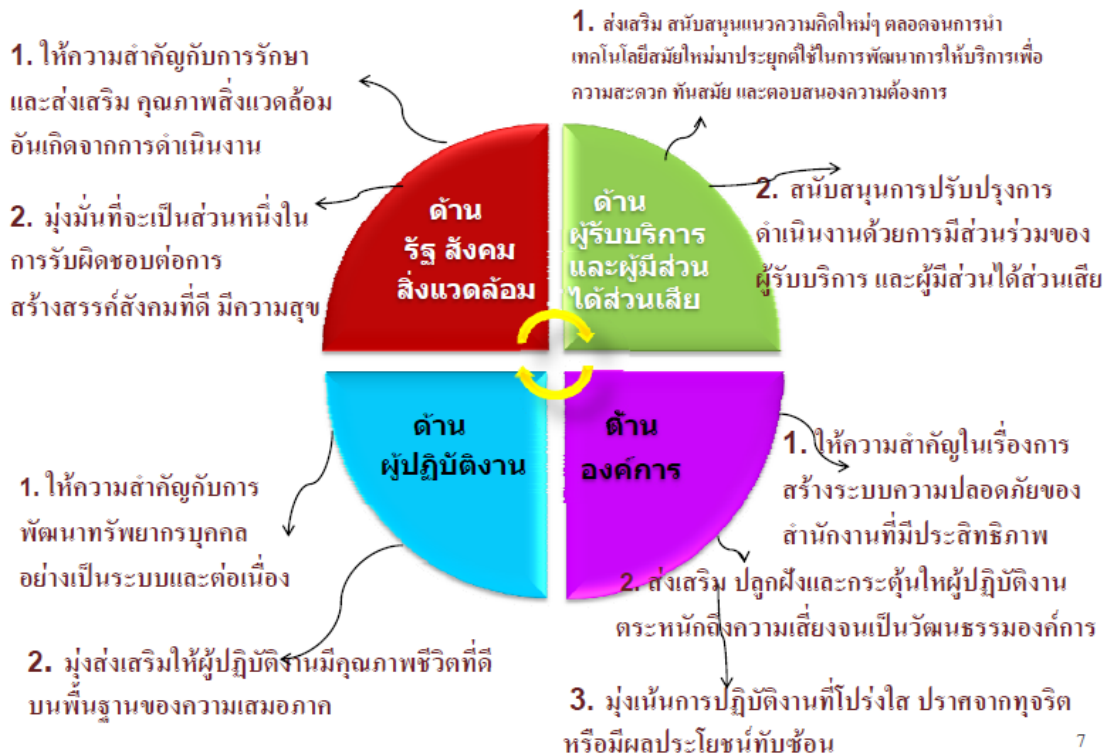 1. ให้ความสำคัญกับการรักษา
และส่งเสริม คุณภาพสิ่งแวดล้อม
อันเกิดจากการดำเนินงาน
2. มุ่งมั่นที่จะเป็นส่วนหนึ่งใน
การรับผิดชอบต่อการ
สร้างสรรค์สังคมที่ดี มีความสุข
1. ส่งเสริม สนับสนุนแนวความคิดใหม่ๆ ตลอดจนการนำ
เทคโนโลยีสมัยใหม่มาประยุกต์ใช้ในการพัฒนาการให้บริการเพื่อ
ความสะดวก ทันสมัย และตอบสนองความต้องการ
2. สนับสนุนการปรับปรุงการ
ดำเนินงานด้วยการมีส่วนร่วมของ
ผู้รับบริการ และผู้มีส่วนได้ส่วนเสีย
ด้าน
รัฐ สังคม
สิ่งแวดล้อม
ด้าน
ผู้รับบริการ
และผู้มีส่วน
ได้ส่วนเสีย
ด้าน
ผู้ปฏิบัติงาน
ด้าน
องค์การ
1. ให้ความสำคัญกับการ
พัฒนาทรัพยากรบุคคล
อย่างเป็นระบบและต่อเนื่อง
2. มุ่งส่งเสริมให้ผู้ปฏิบัติงานมีคุณภาพชีวิตที่ดี
บนพื้นฐานของความเสมอภาค
1. ให้ความสำคัญในเรื่องการ
สร้างระบบความปลอดภัยของ
สำนักงานที่มีประสิทธิภาพ
2. ส่งเสริม ปลูกฝังและกระตุ้นใหผู้ปฏิบัติงาน
ตระหนักถึงความเสี่ยงจนเป็นวัฒนธรรมองค์การ
3. มุ่งเน้นการปฏิบัติงานที่โปร่งใส ปราศจากทุจริต
หรือมีผลประโยชน์ทับซ้อน
7